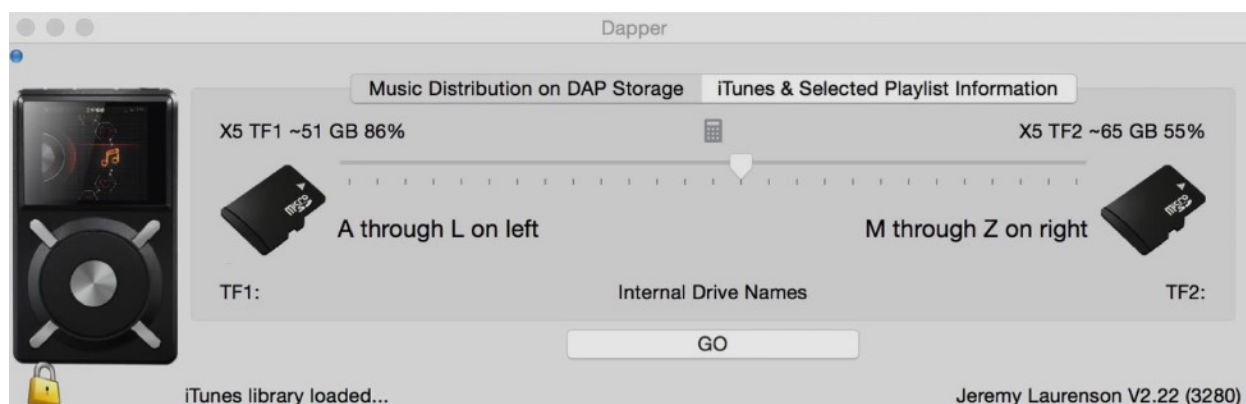 Dapper
Music Distribution on DAP Storage iTunes & Selected Playlist Information
X5 TF1 ~51 GB 86% X5 TF2 ~65 GB 55%
A through L on left M through Z on right
TF1: Internal Drive Names TF2:
GO
iTunes library loaded... Jeremy Laurenson V2.22 (3280)